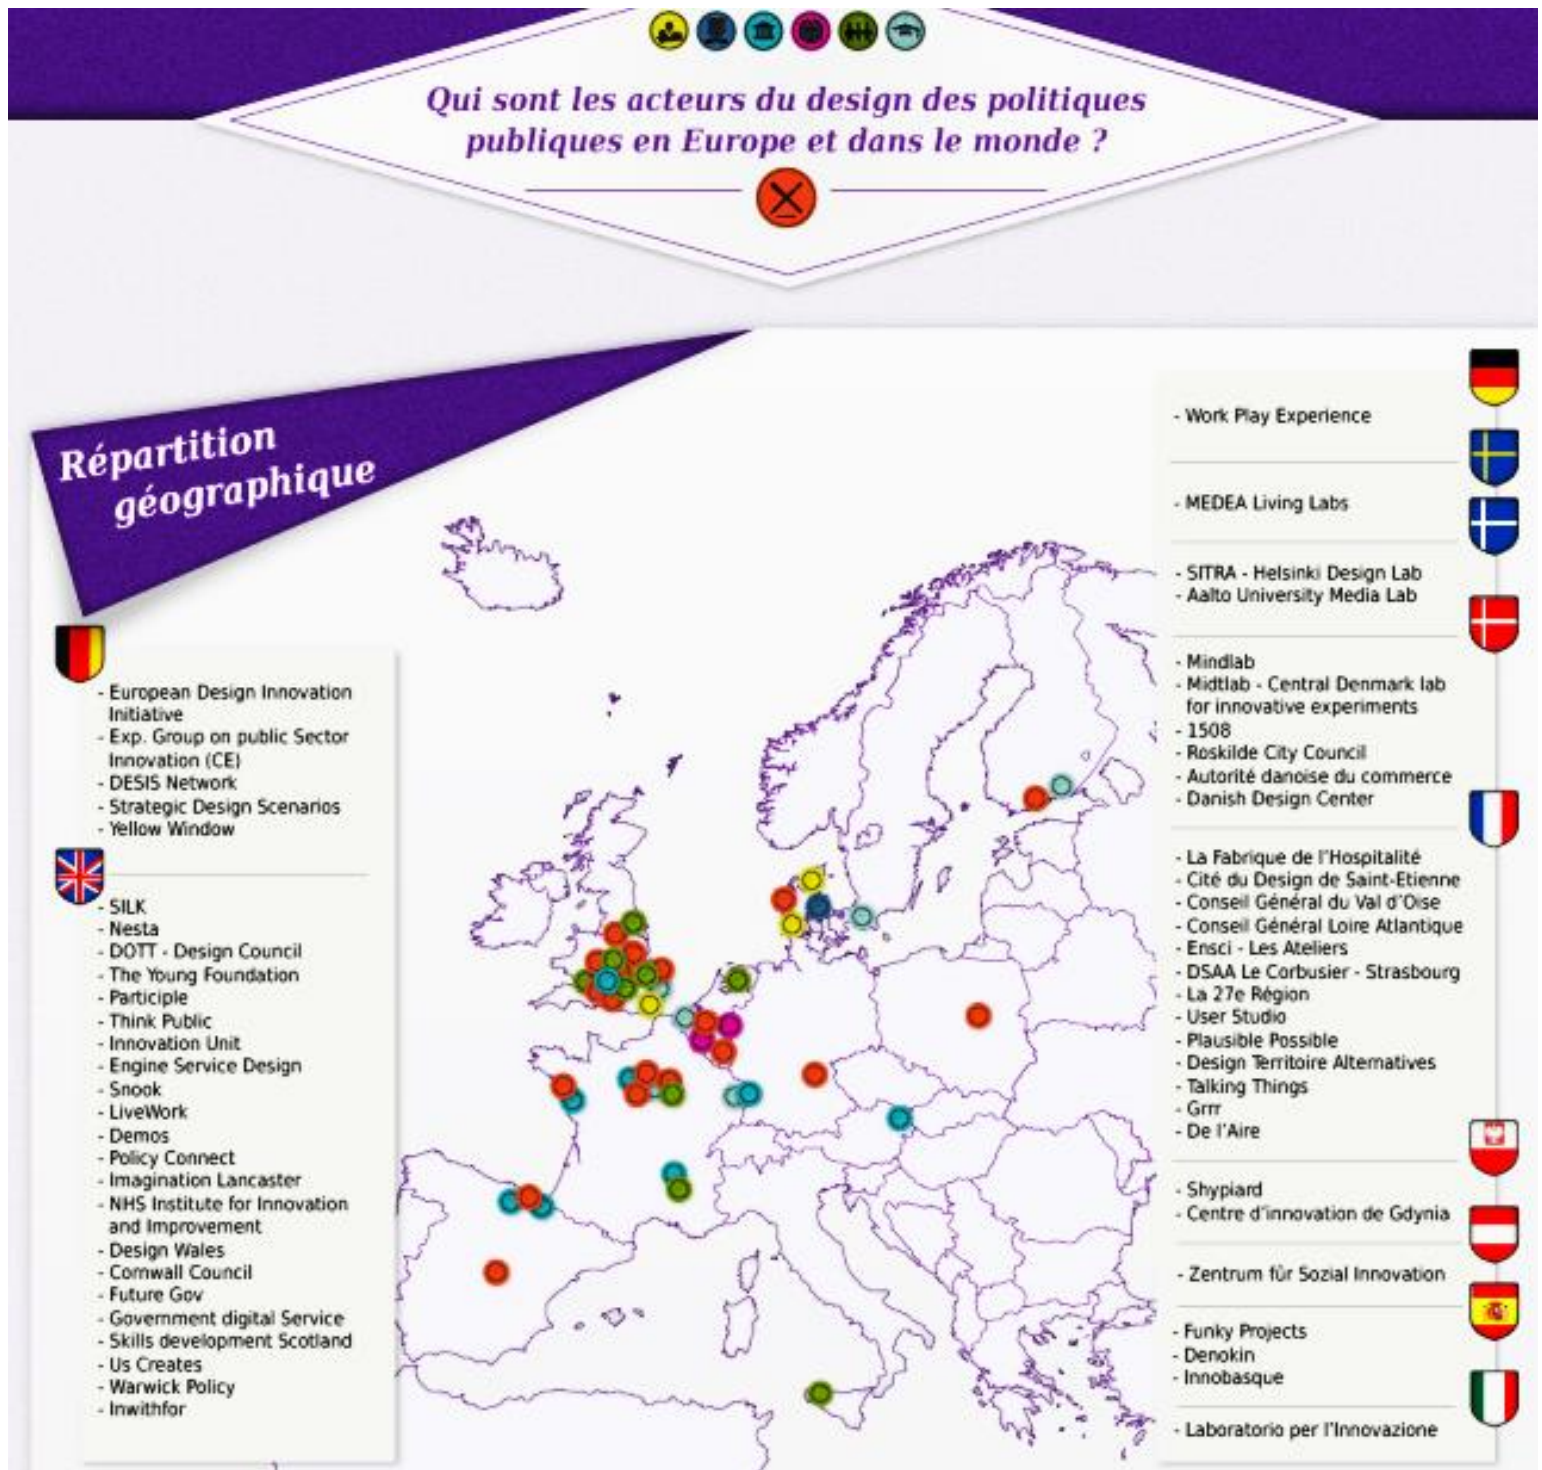 Qui sont les acteurs du design des politiques
publiques en Europe et dans le monde ?
Répartition
géographique
- European Design Innovation
Initiative
- Exp. Group on public Sector
Innovation (CE)
- DESIS Network
- Strategic Design Scenarios
- Yellow Window
- SILK
- Nesta
- DOTT - Design Council
- The Young Foundation
- Participle
- Think Public
- Innovation Unit
- Engine Service Design
- Snook
- LiveWork
- Demos
- Policy Connect
- Imagination Lancaster
- NHS Institute for Innovation
and Improvement
- Design Wales
- Cornwall Council
- Future Gov
- Government digital Service
- Skills development Scotland
- Us Creates
- Warwick Policy
- Inwithfor
- Work Play Experience
- MEDEA Living Labs
- SITRA - Helsinki Design Lab
- Aalto University Media Lab
- Mindlab
- Midtlab - Central Denmark lab
for innovative experiments
- 1508
- Roskilde City Council
- Autorité danoise du commerce
- Danish Design Center
- La Fabrique de l'Hospitalité
- Cité du Design de Saint-Etienne
- Conseil Général du Val d'Oise
- Conseil Général Loire Atlantique
- Ensci - Les Ateliers
- DSAA Le Corbusier - Strasbourg
- La 27e Région
- User Studio
- Plausible Possible
- Design Territoire Alternatives
- Talking Things
- Grrr
- De l'Aire
- Shypiard
- Centre d'innovation de Gdynia
- Zentrum für Sozial Innovation
- Funky Projects
- Denokin
- Innobasque
- Laboratorio per l'Innovazione